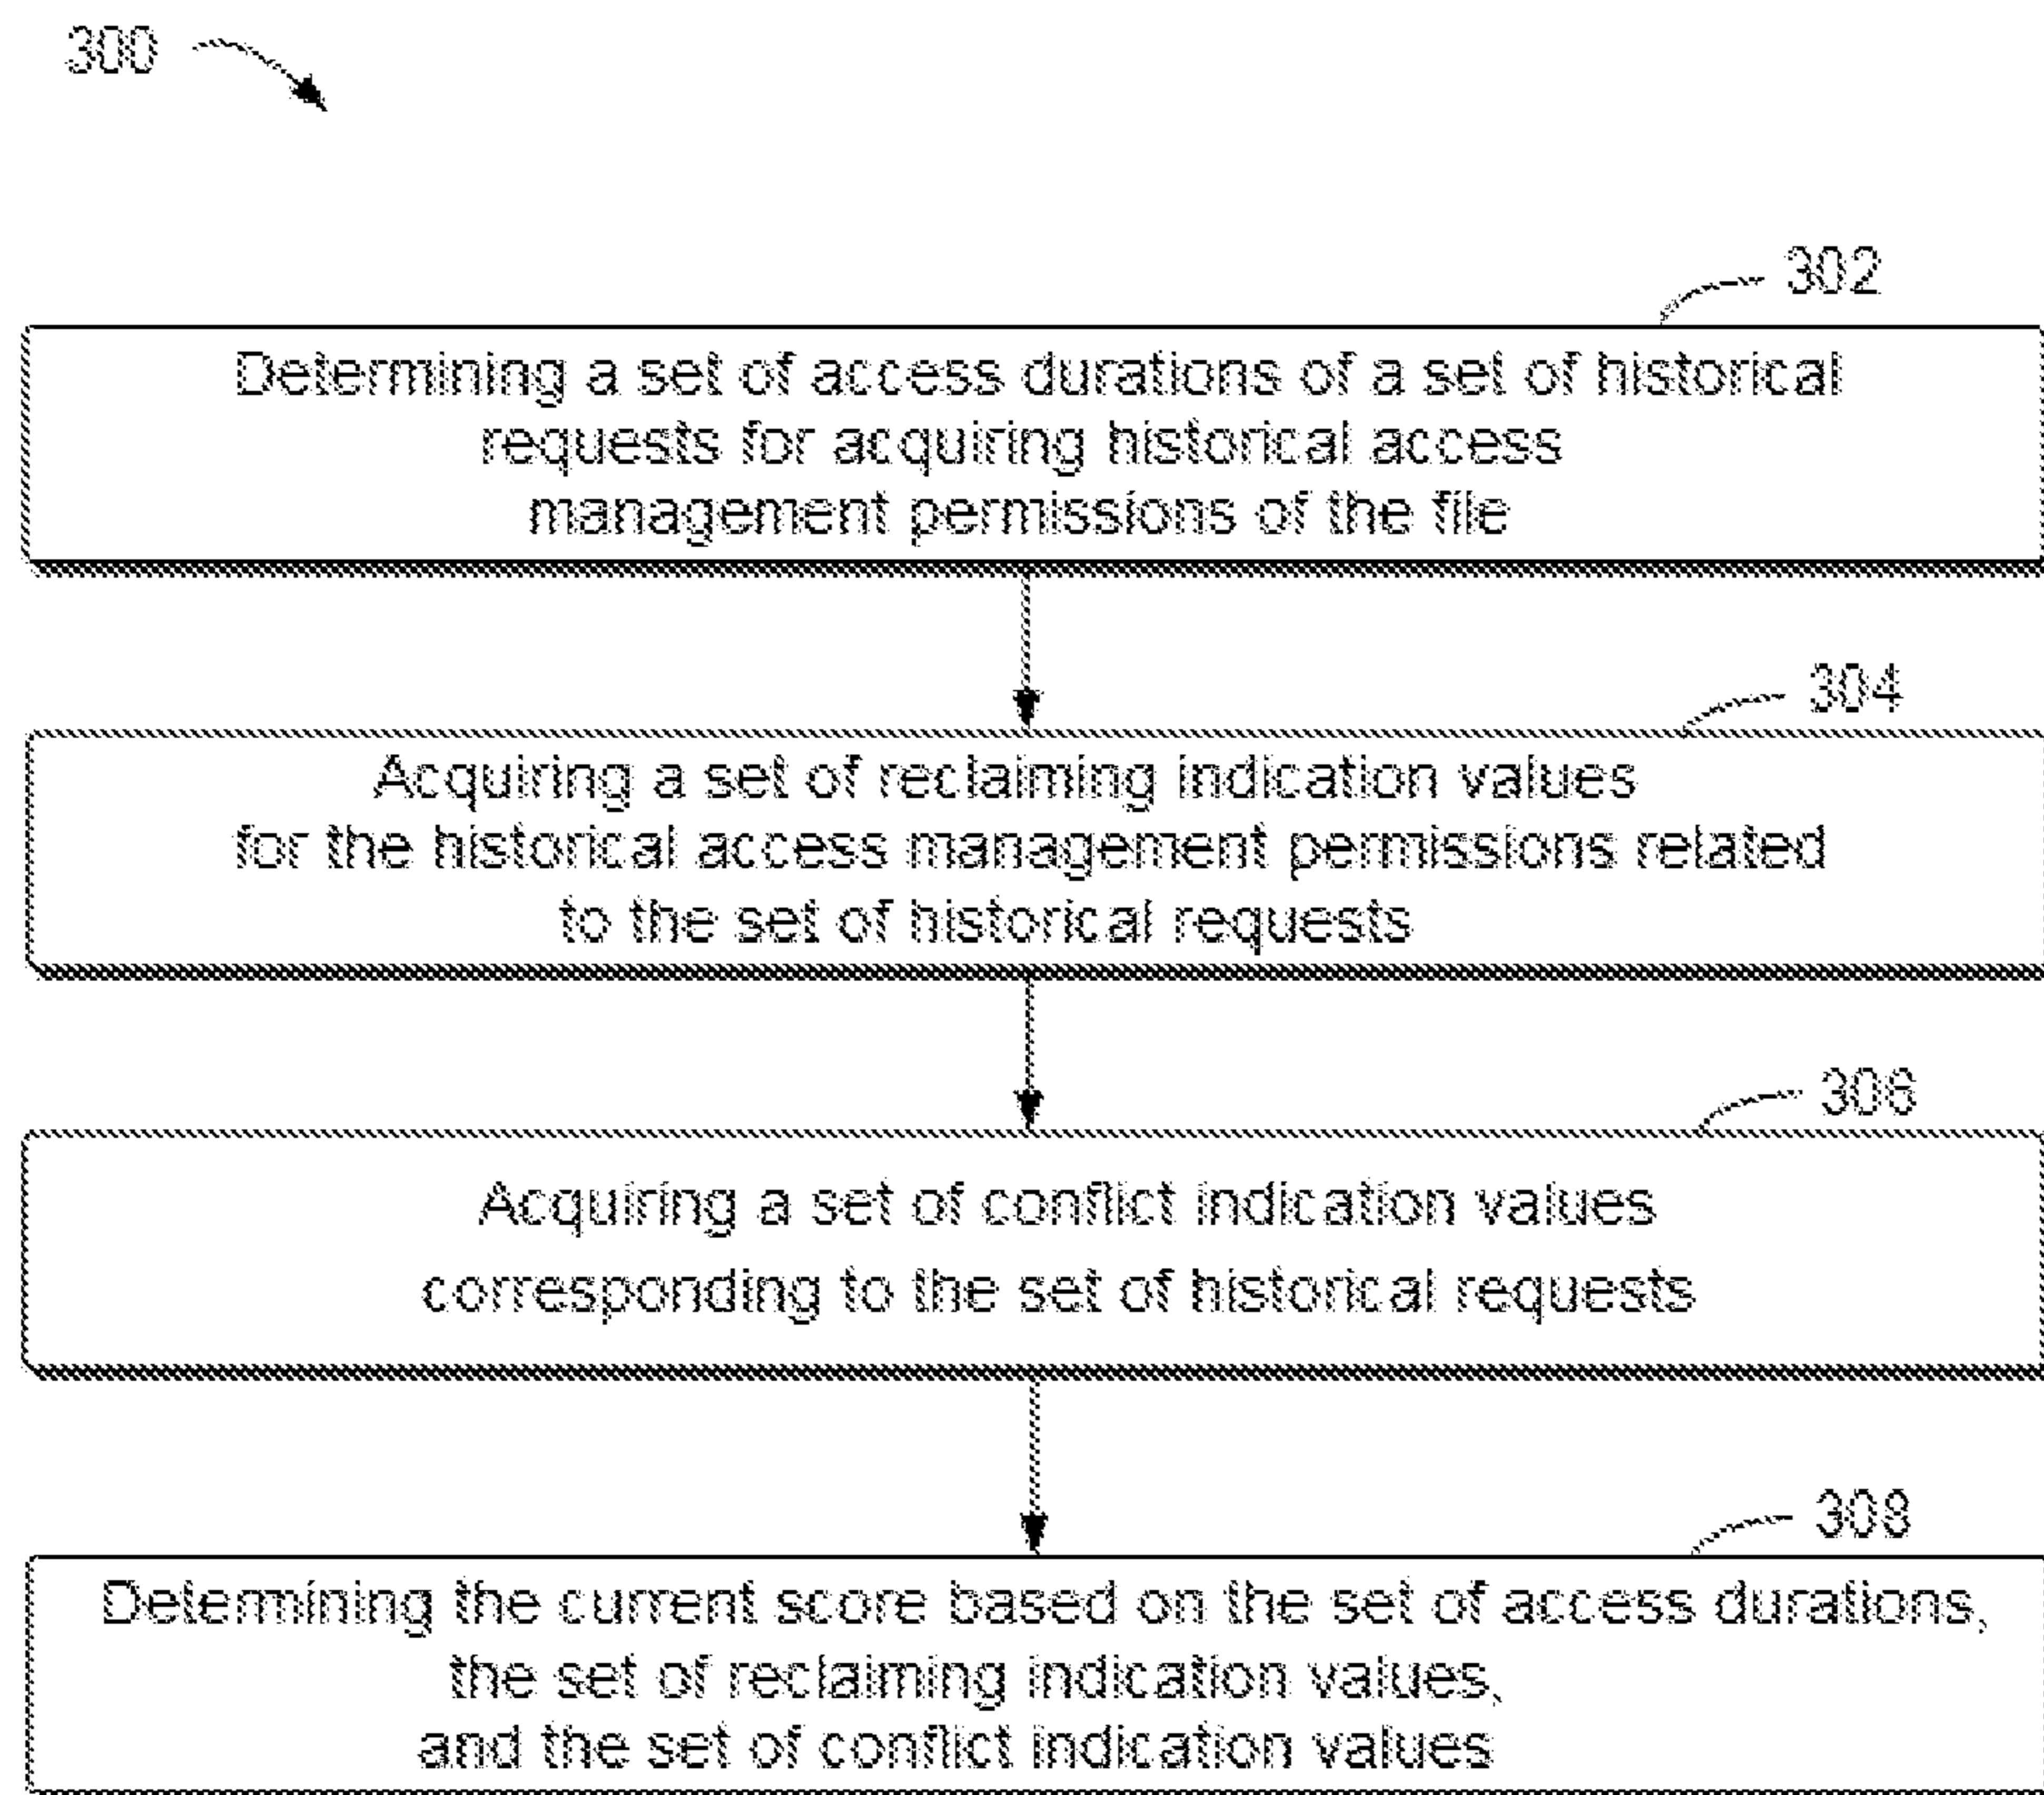 300
302
Determining a set of access durations of a set of historical
requests for acquiring historical access
management permissions of the file
304
Acquiring a set of reclaiming indication values
for the historical access management permissions related
to the set of historical requests
306
Acquiring a set of conflict indication values
corresponding to the set of historical requests
308
Determining the current score based on the set of access durations,
the set of reclaiming indication values,
and the set of conflict indication values